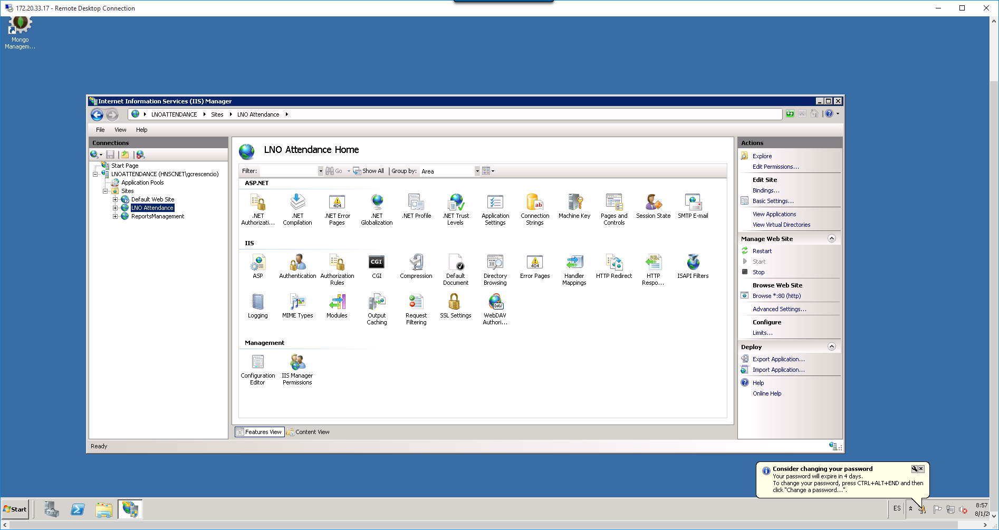 172.20.33.17 - Remote Desktop Connection
Mongo
Managem...
Internet Information Services (IIS) Manager
LNOATTENDANCE
Sites
LNO Attendance
File
View
Help
Connections
Start Page
LNOATTENDANCE (HNSCNET\gcrescencio)
Application Pools
Sites
Default Web Site
LNO Attendance
ReportsManagement
LNO Attendance Home
Filter:
Go
Show All
Group by:
Area
ASP.NET
.NET
Authorizati...
.NET
Compilation
.NET Error
Pages
.NET
Globalization
.NET Profile
.NET Trust
Levels
Application
Settings
Connection
Strings
Machine Key
Pages and
Controls
Session State
SMTP E-mail
IIS
ASP
Authentication
Authorization
Rules
CGI
CGI
Compression
Default
Document
Directory
Browsing
404
Error Pages
Handler
Mappings
HTTP Redirect
HTTP
Respo...
ISAPI Filters
Logging
MIME Types
Modules
Output
Caching
Request
Filtering
SSL Settings
DAV
WebDAV
Authori...
Management
Configuration
Editor
IIS Manager
Permissions
Features View
Content View
Ready
Actions
Explore
Edit Permissions...
Edit Site
Bindings...
Basic Settings...
View Applications
View Virtual Directories
Manage Web Site
Restart
Start
Stop
Browse Web Site
Browse *:80 (http)
Advanced Settings...
Configure
Limits...
Deploy
Export Application...
Import Application...
Help
Online Help
Consider changing your password
Your password will expire in 4 days.
To change your password, press CTRL+ALT+END and then
click "Change a password...".
Start
ES
8:57
8/1/20